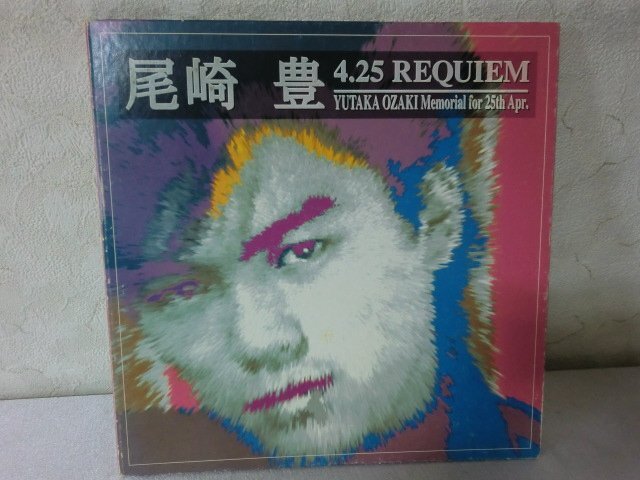 尾崎 豊
4.25 REQUIEM
YUTAKA OZAKI Memorial for 25th Apr.